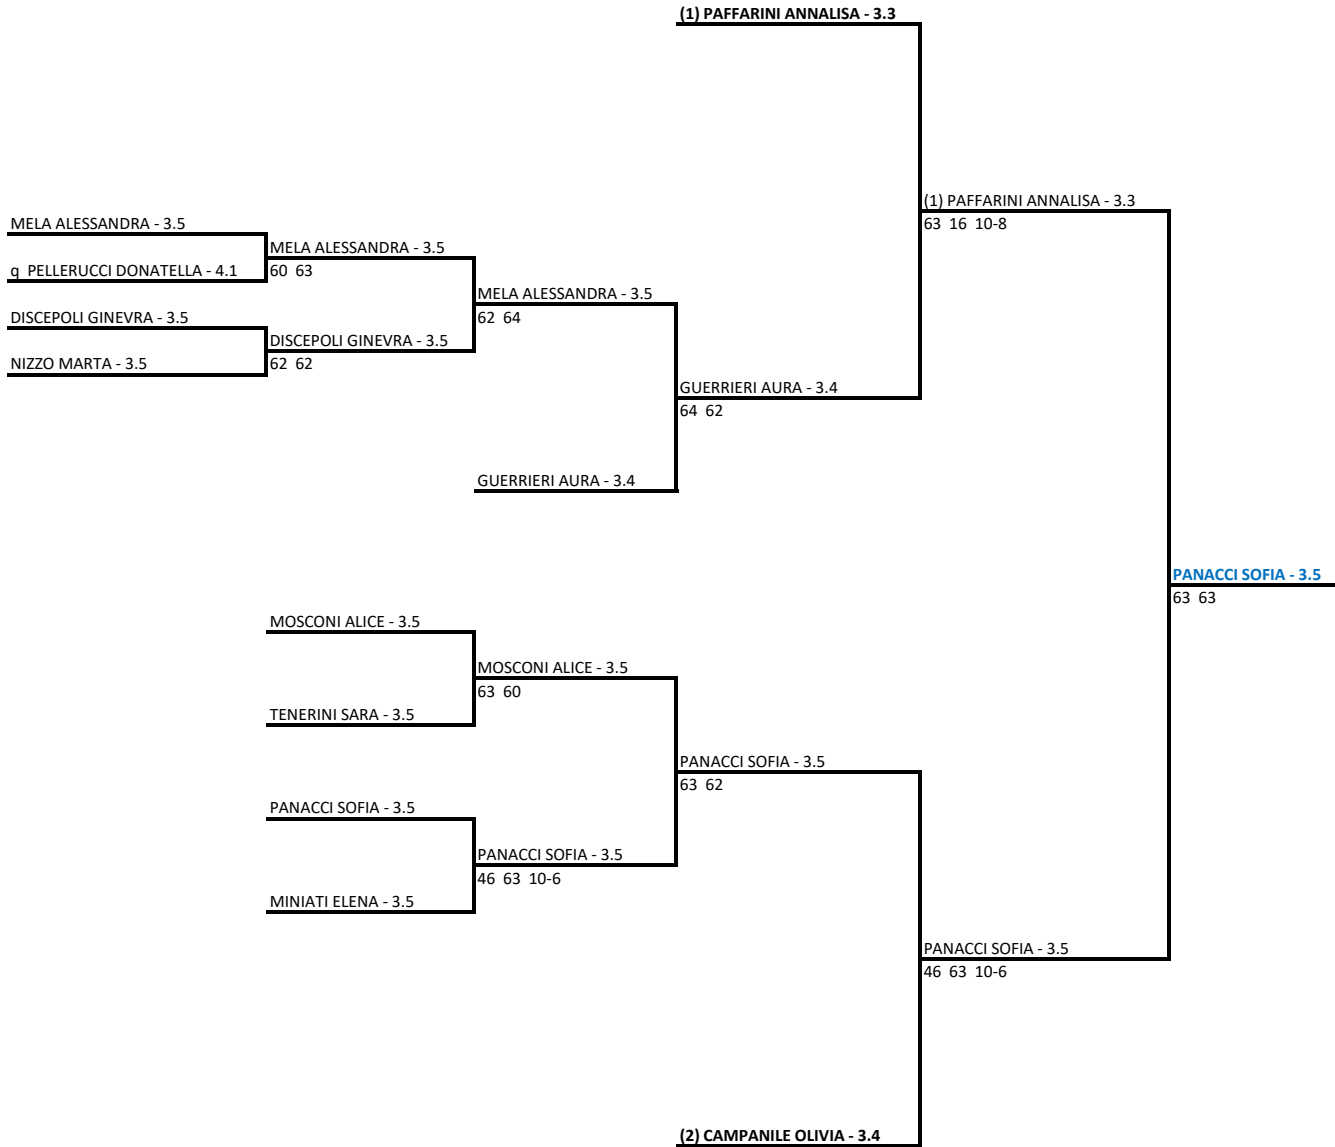 (1) PAFFARINI ANNALISA - 3.3
(1) PAFFARINI ANNALISA - 3.3
MELA ALESSANDRA - 3.5
63 16 10-8
MELA ALESSANDRA - 3.5
q PELLERUCCI DONATELLA - 4.1
60 63
MELA ALESSANDRA - 3.5
DISCEPOLI GINEVRA - 3.5
62 64
DISCEPOLI GINEVRA - 3.5
NIZZO MARTA - 3.5
62 62
GUERRIERI AURA - 3.4
64 62
GUERRIERI AURA - 3.4
PANACCI SOFIA - 3.5
63 63
MOSCONI ALICE - 3.5
MOSCONI ALICE - 3.5
63 60
TENERINI SARA - 3.5
PANACCI SOFIA - 3.5
63 62
PANACCI SOFIA - 3.5
PANACCI SOFIA - 3.5
46 63 10-6
MINIATI ELENA - 3.5
PANACCI SOFIA - 3.5
46 63 10-6
(2) CAMPANILE OLIVIA - 3.4